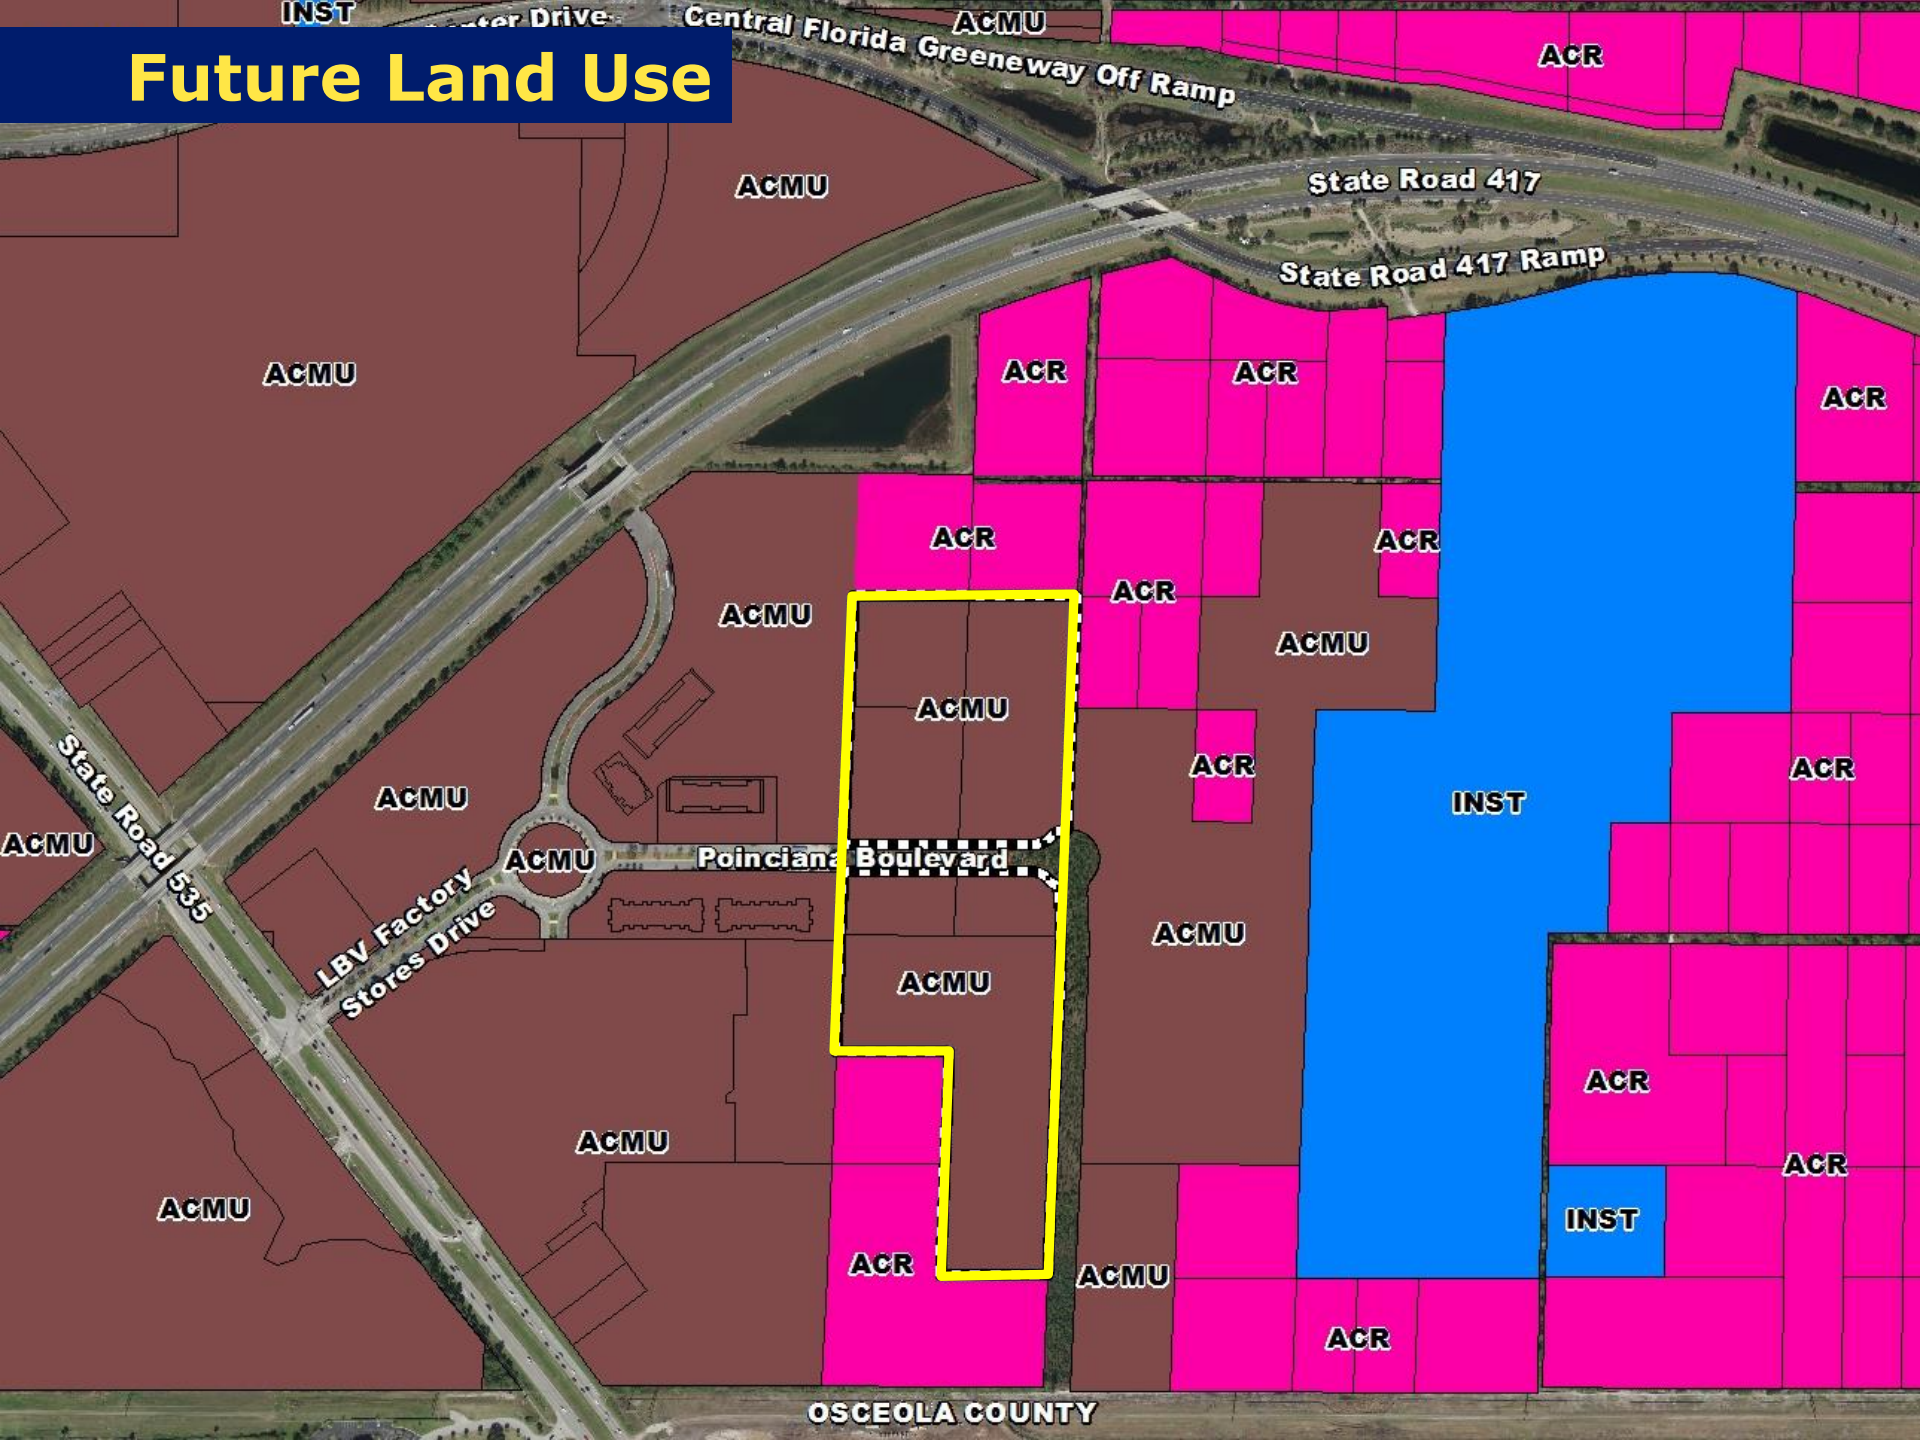 INST
Drive
Central Florida Greeneway Off Ramp
ACMU
ACR
Future Land Use
ACMU
State Road 417
State Road 417 Ramp
ACMU
ACR
ACR
ACR
ACR
ACR
ACR
ACMU
ACMU
ACMU
ACR
ACR
INST
ACMU
ACMU
ACMU
Poinciana Boulevard
State Road 535
LBV Factory
Stores Drive
ACMU
ACMU
ACR
ACMU
ACR
ACMU
INST
ACR
ACMU
ACR
OSCEOLA COUNTY